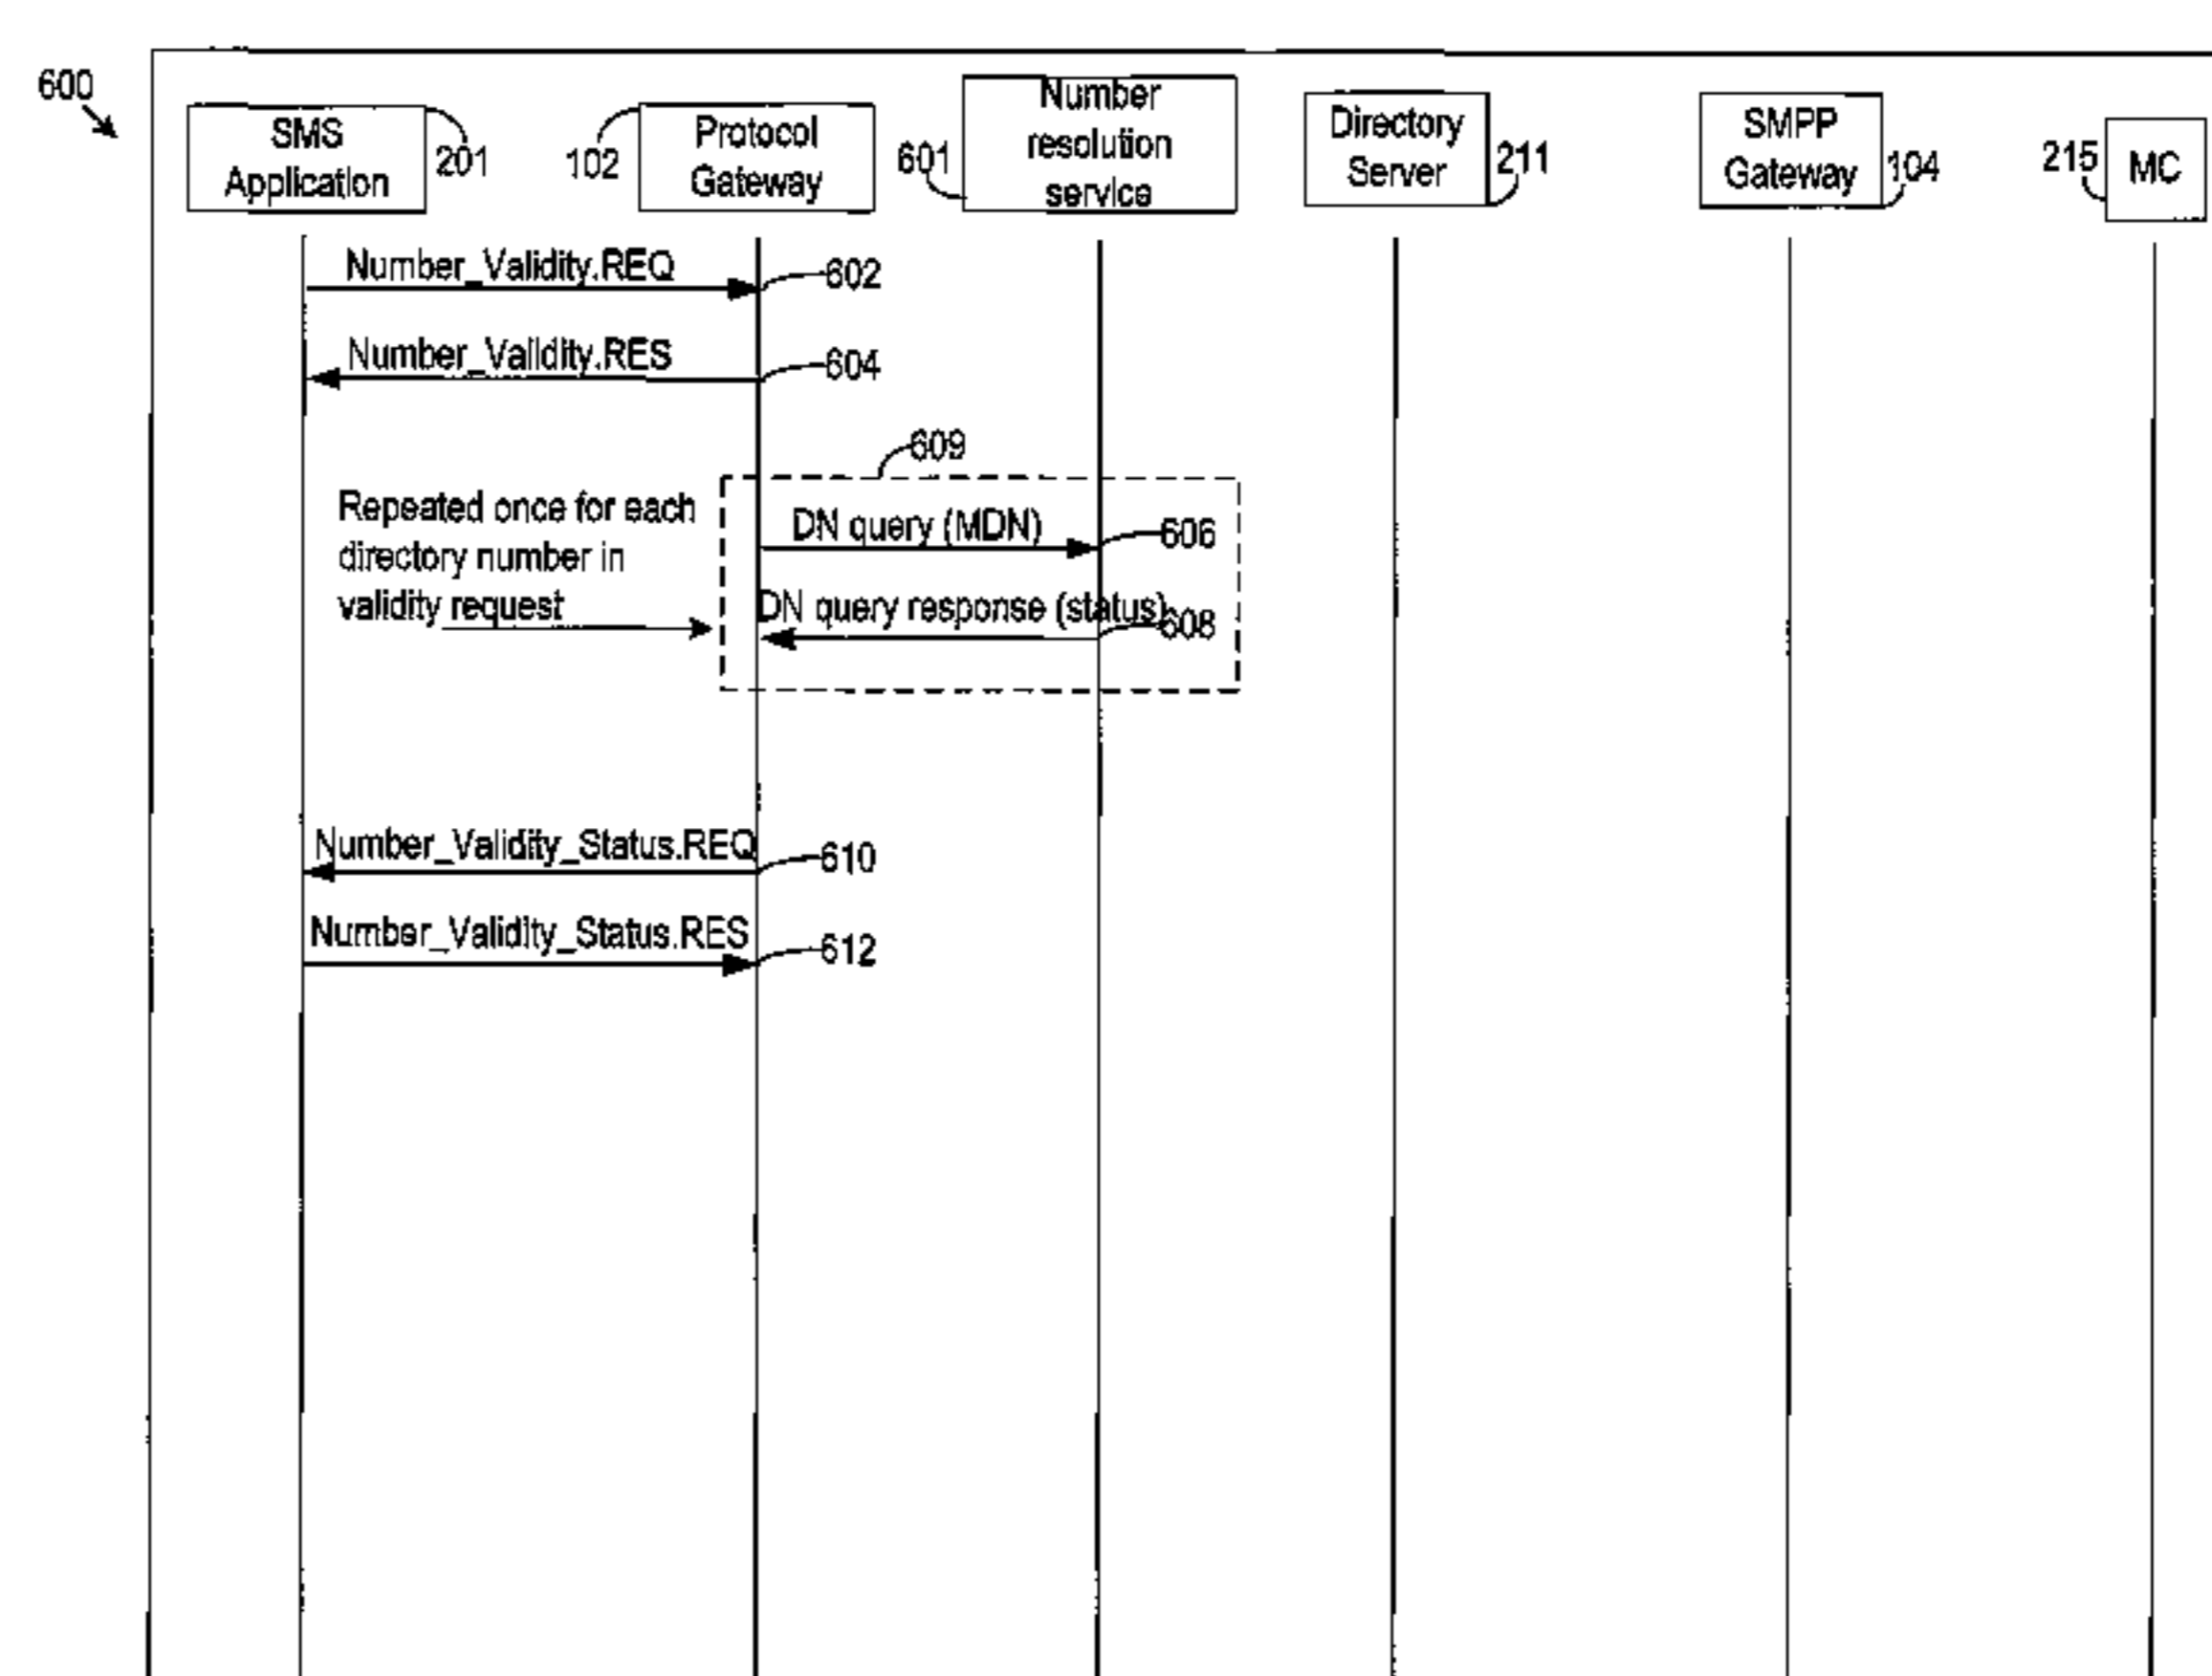 600
SMS
Application
201
102
Protocol
Gateway
601
Number
resolution
service
Directory
Server
211
SMPP
Gateway
104
215
MC
Number_Validity.REQ
602
Number_Validity.RES
604
609
Repeated once for each
directory number in
validity request
DN query (MDN)
606
DN query response (status)
608
Number_Validity_Status.REQ
610
Number_Validity_Status.RES
612